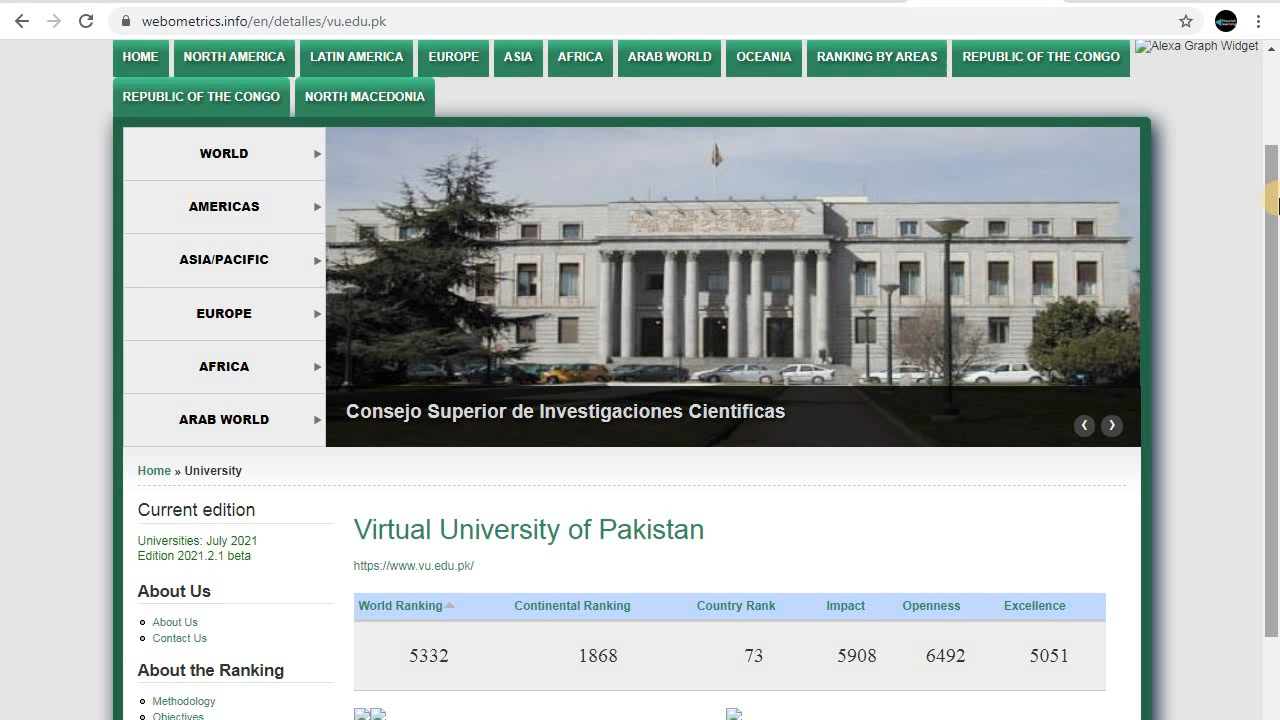 webometrics.info/en/detalles/vu.edu.pk
HOME NORTH AMERICA LATIN AMERICA EUROPE ASIA AFRICA ARAB WORLD OCEANIA RANKING BY AREAS REPUBLIC OF THE CONGO
Alexa Graph Widget
REPUBLIC OF THE CONGO NORTH MACEDONIA
WORLD
AMERICAS
ASIA/PACIFIC
EUROPE
AFRICA
ARAB WORLD
Consejo Superior de Investigaciones Cientificas
Home » University
Current edition
Universities: July 2021
Edition 2021.2.1 beta
About Us
About Us
Contact Us
About the Ranking
Methodology
Objectives
Virtual University of Pakistan
https://www.vu.edu.pk/
World Ranking Continental Ranking Country Rank Impact Openness Excellence
5332 1868 73 5908 6492 5051